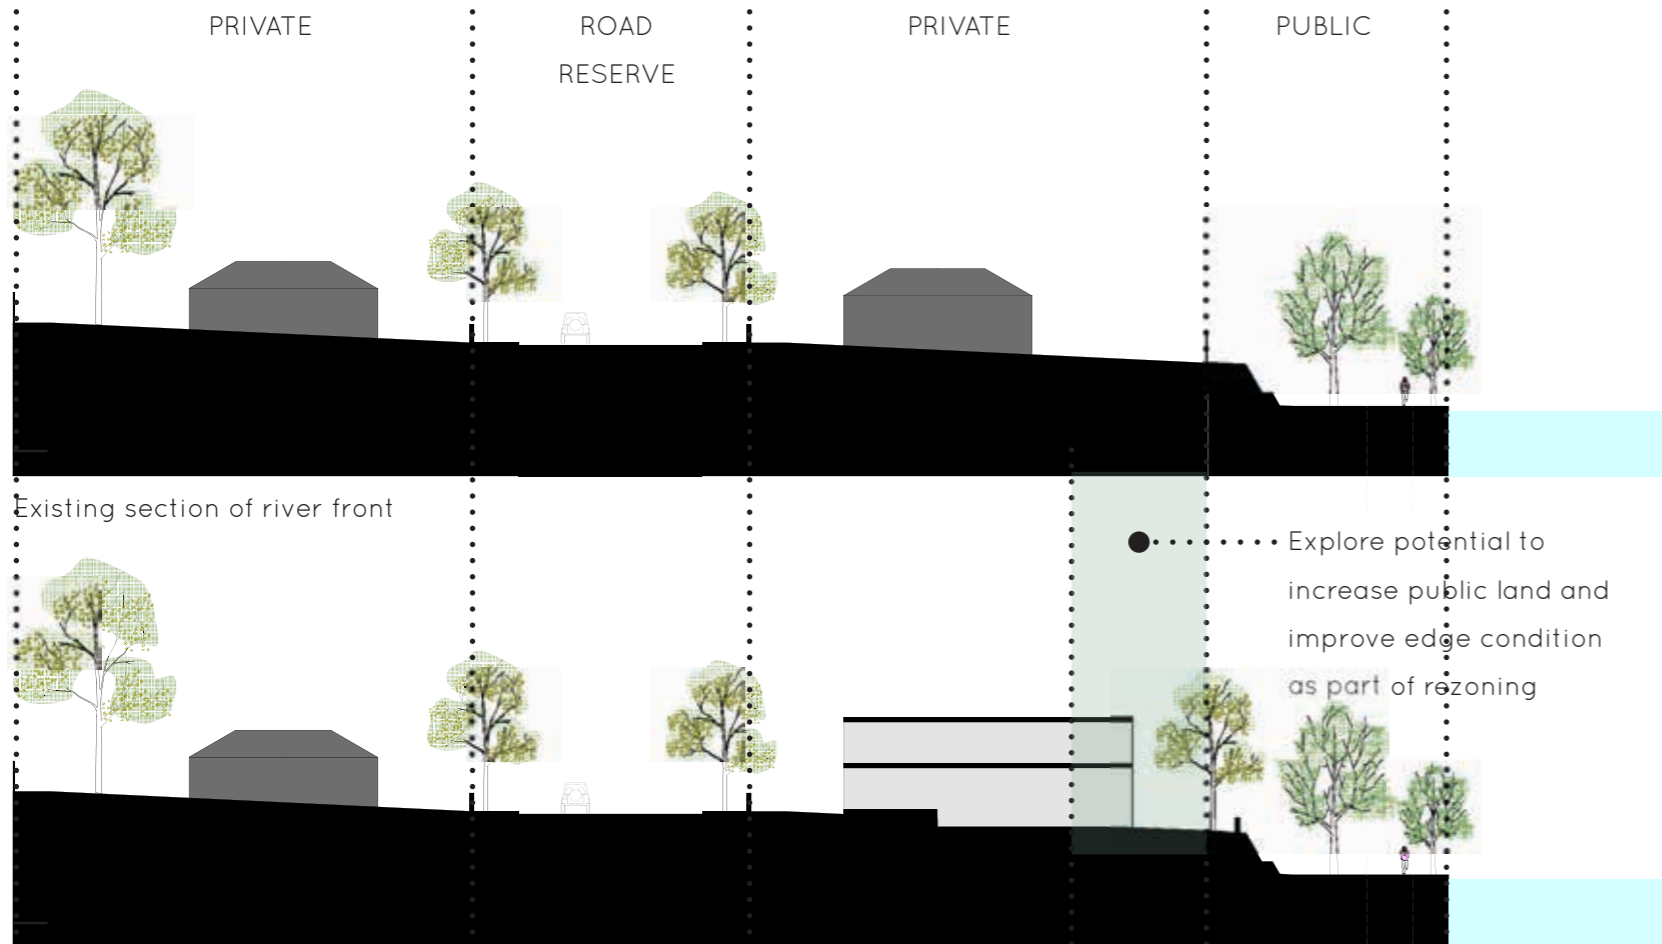 PRIVATE
ROAD
RESERVE
PRIVATE
PUBLIC
Existing section of river front
Explore potential to
increase public land and
improve edge condition
as part of rezoning